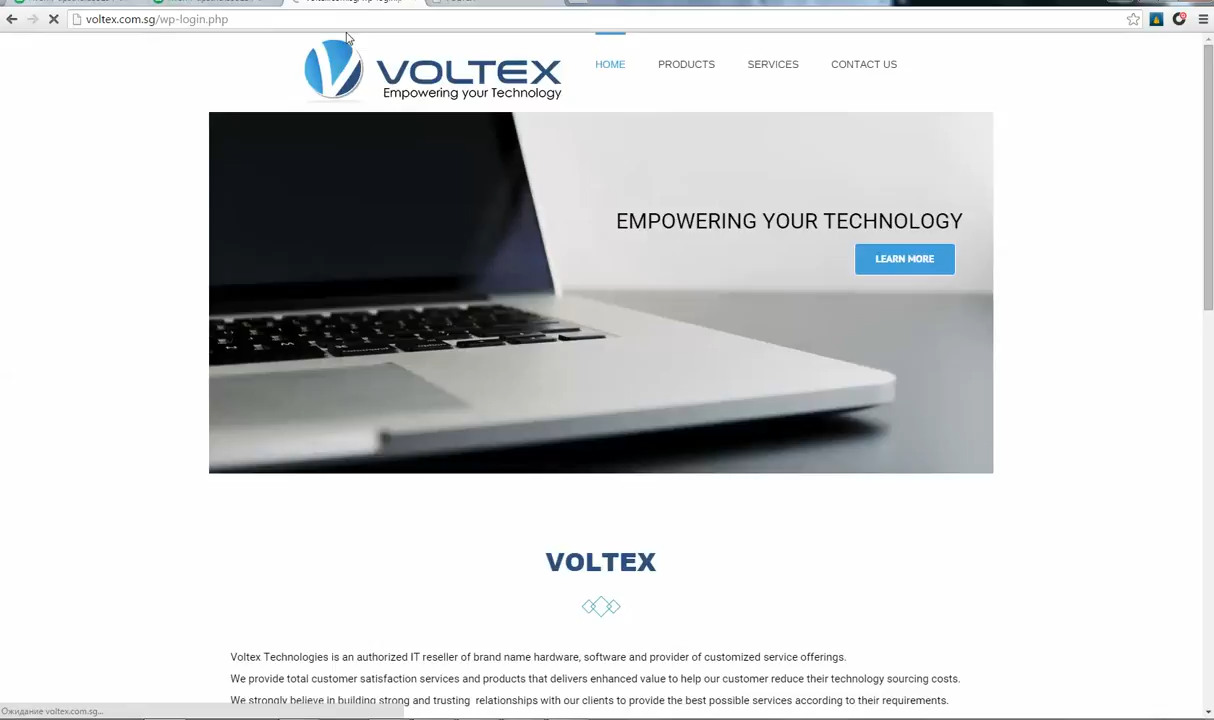 voltex.com.sg/wp-login.php
VOLTEX
Empowering your Technology
HOME
PRODUCTS
SERVICES
CONTACT US
EMPOWERING YOUR TECHNOLOGY
LEARN MORE
VOLTEX
Voltex Technologies is an authorized IT reseller of brand name hardware, software and provider of customized service offerings.
We provide total customer satisfaction services and products that delivers enhanced value to help our customer reduce their technology sourcing costs.
We strongly believe in building strong and trusting relationships with our clients to provide the best possible services according to their requirements.
Ожидание voltex.com.sg...